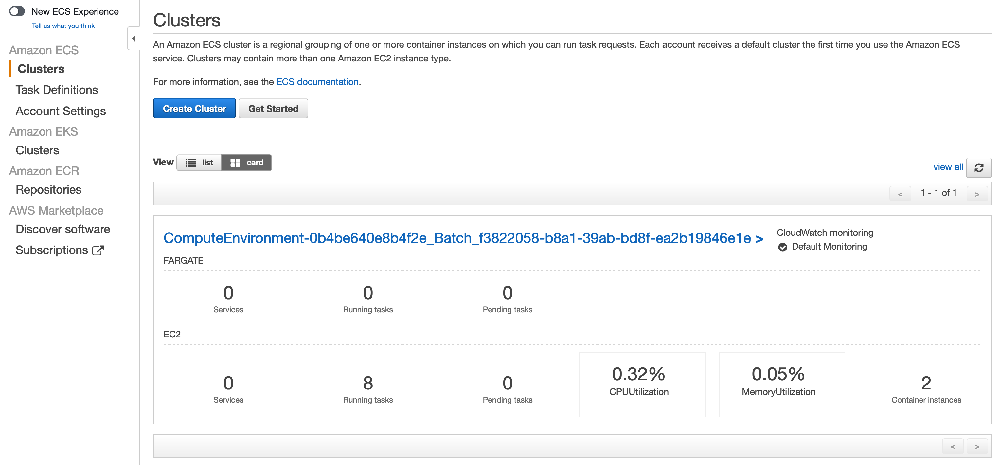 New ECS Experience
Tell us what you think
Amazon ECS
Clusters
Task Definitions
Account Settings
Amazon EKS
Clusters
Amazon ECR
Repositories
AWS Marketplace
Discover software
Subscriptions
Clusters
An Amazon ECS cluster is a regional grouping of one or more container instances on which you can run task requests. Each account receives a default cluster the first time you use the Amazon ECS
service. Clusters may contain more than one Amazon EC2 instance type.
For more information, see the ECS documentation.
Create Cluster Get Started
View list card
view all
< 1 - 1 of 1 >
ComputeEnvironment-0b4be640e8b4f2e_Batch_f3822058-b8a1-39ab-bd8f-ea2b19846e1e >
CloudWatch monitoring
Default Monitoring
FARGATE
0 0 0
Services Running tasks Pending tasks
EC2
0 8 0 0.32% 0.05% 2
Services Running tasks Pending tasks CPUUtilization MemoryUtilization Container instances
< >